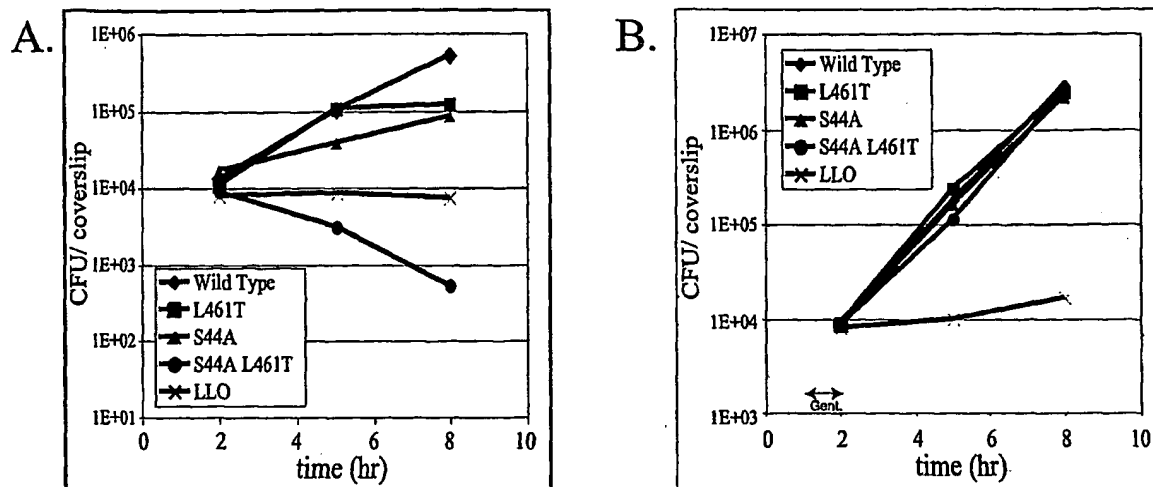 A.
1E+06
1E+05
1E+04
1E+03
1E+02
1E+01
CFU/ coverslip
Wild Type
L461T
S44A
S44A L461T
LLO
0
2
4
6
8
10
time (hr)
B.
1E+07
1E+06
1E+05
1E+04
1E+03
CFU/ coverslip
Wild Type
L461T
S44A
S44A L461T
LLO
Gent.
0
2
4
6
8
10
time (hr)